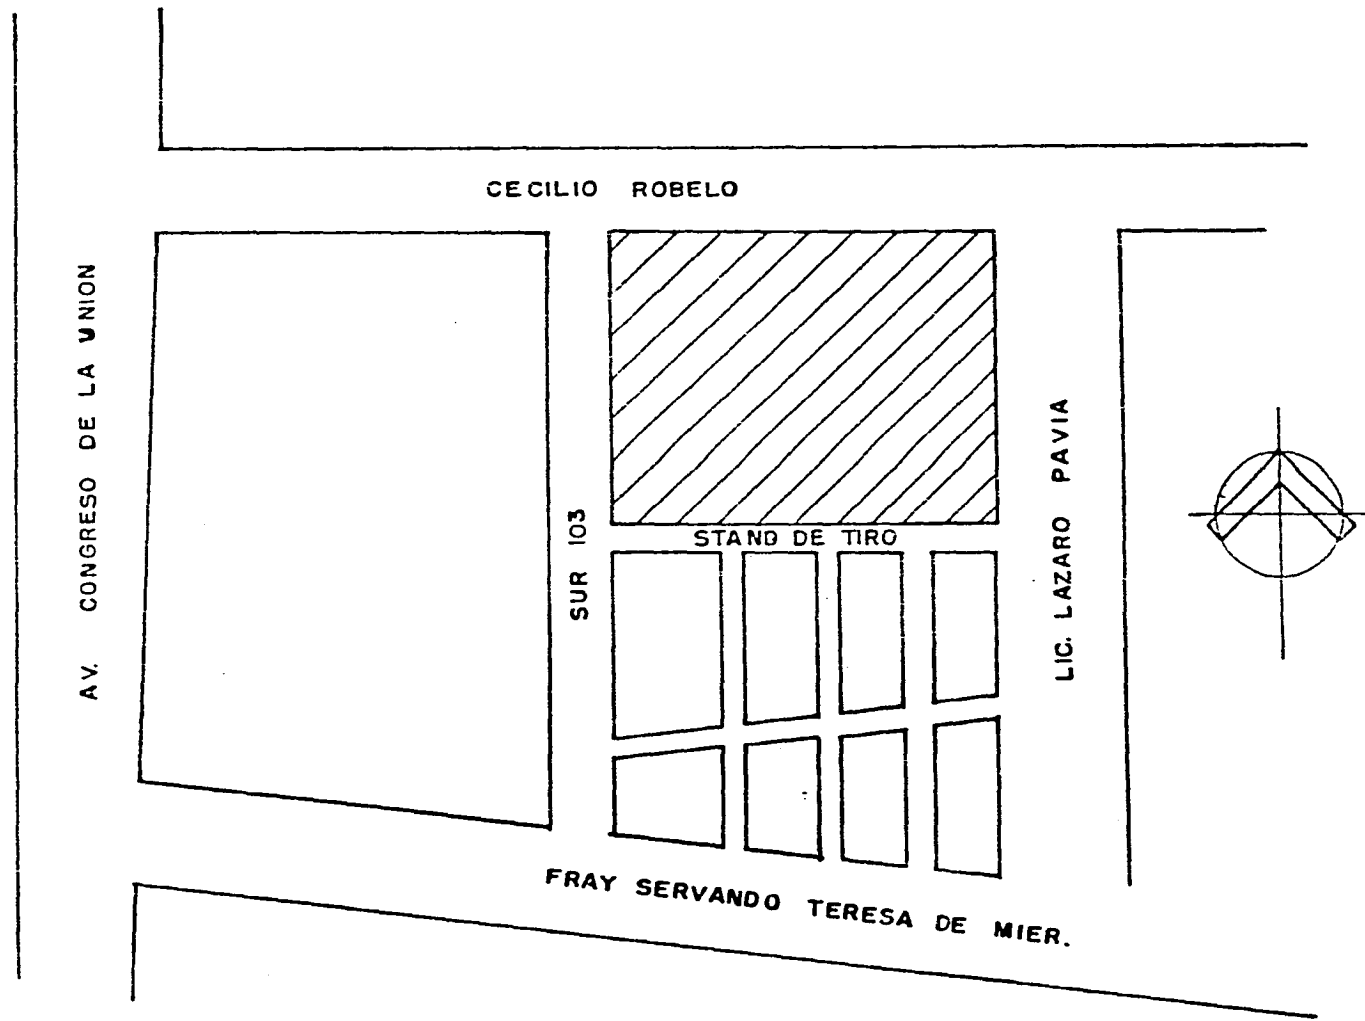 CECILIO ROBELO
AV. CONGRESO DE LA UNION
SUR 103
STAND DE TIRO
LIC. LAZARO PAVIA
FRAY SERVANDO TERESA DE MIER.